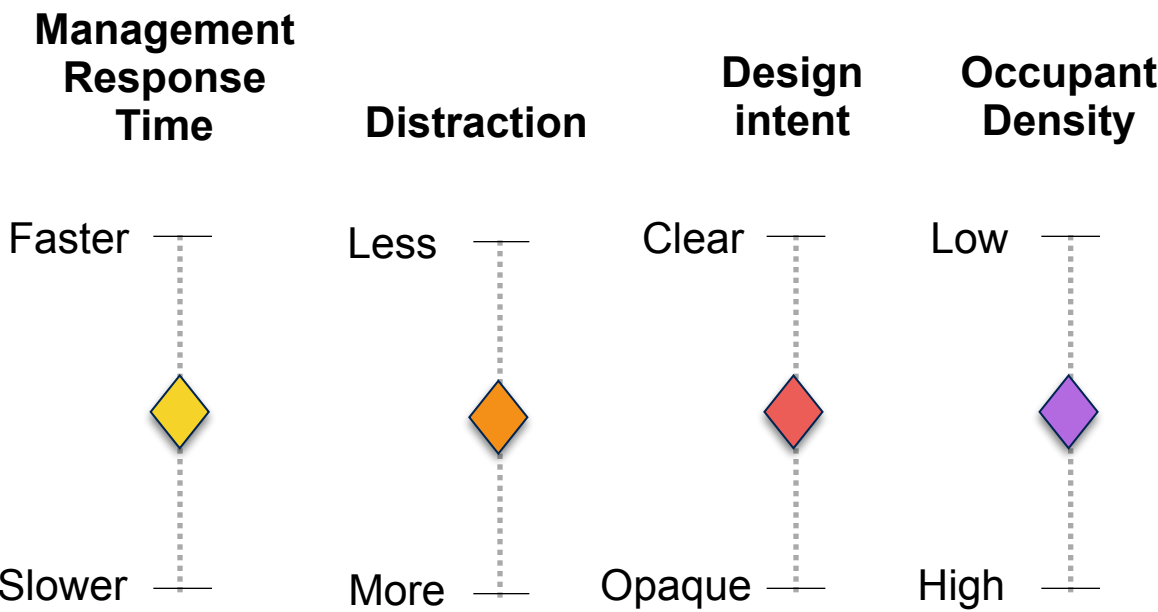 Management
Response
Time
Distraction
Design
intent
Occupant
Density
Faster
Less
Clear
Low
Slower
More
Opaque
High